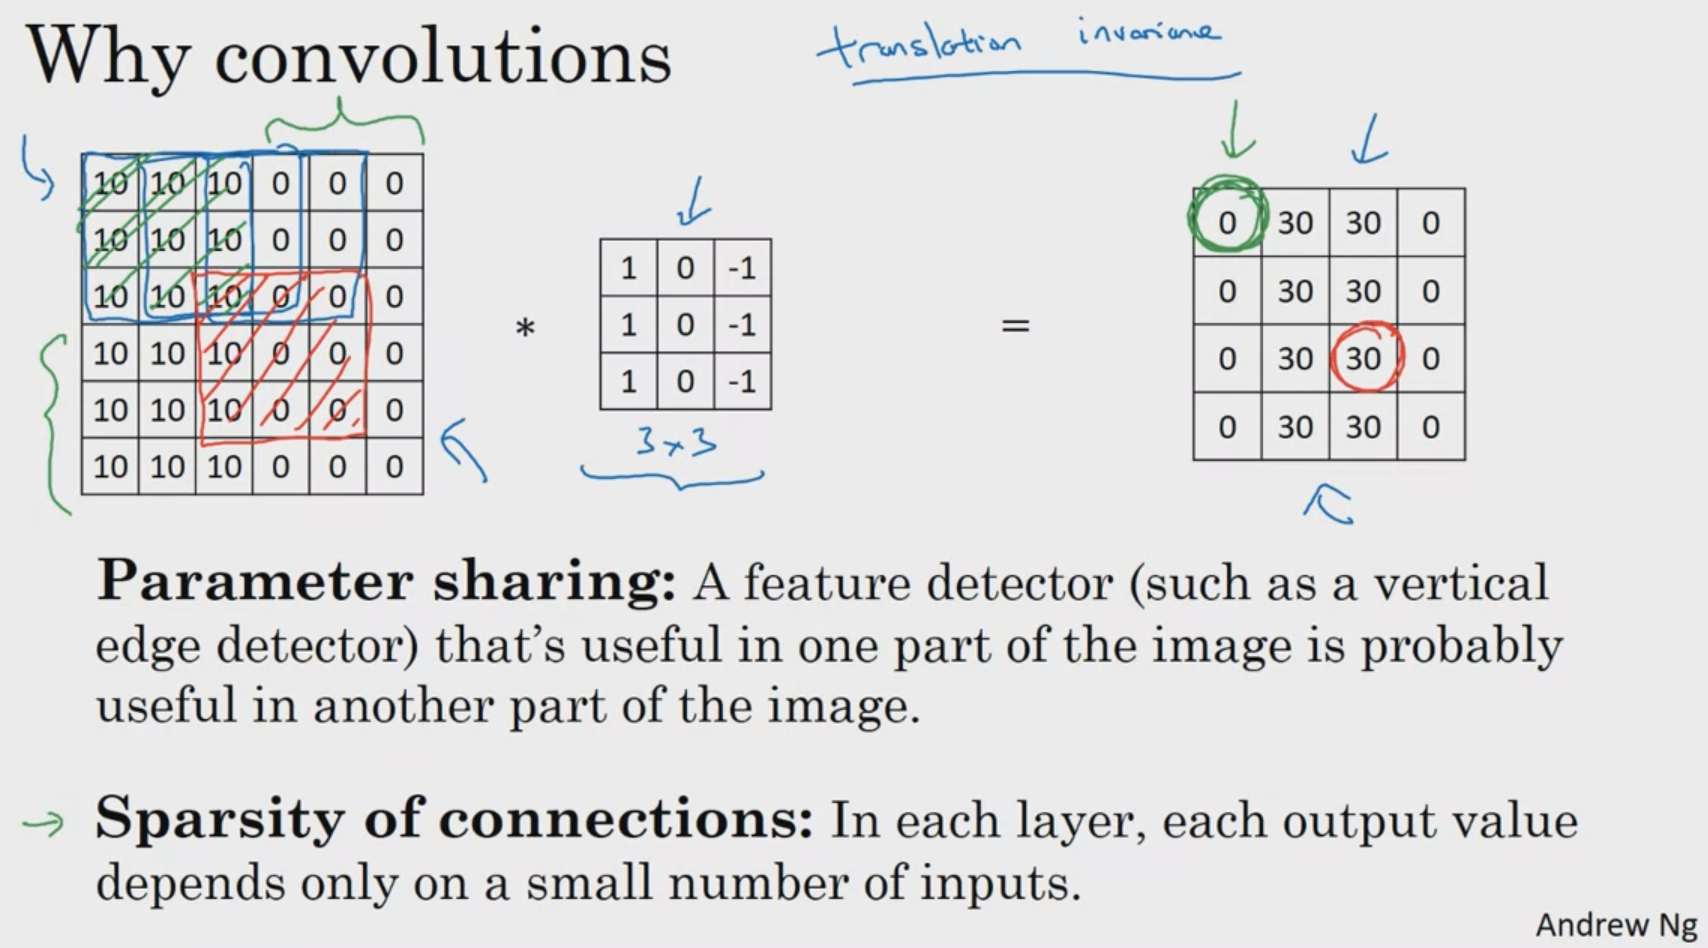 Why convolutions
translation invariance
10 10 10 0 0 0
10 10 10 0 0 0
10 10 10 0 0 0
10 10 10 0 0 0
10 10 10 0 0 0
10 10 10 0 0 0
*
1 0 -1
1 0 -1
1 0 -1
3x3
=
0 30 30 0
0 30 30 0
0 30 30 0
0 30 30 0
Parameter sharing: A feature detector (such as a vertical
edge detector) that’s useful in one part of the image is probably
useful in another part of the image.
→ Sparsity of connections: In each layer, each output value
depends only on a small number of inputs.
Andrew Ng